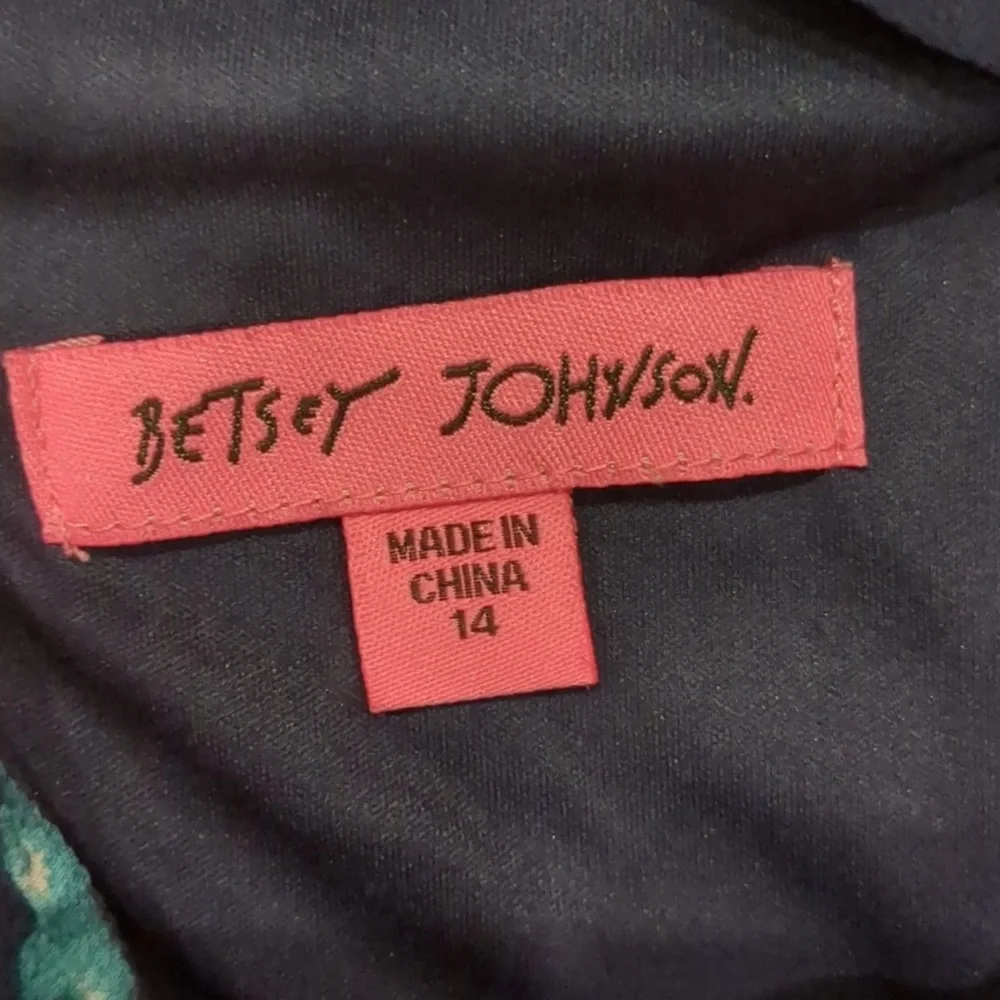 BETSEY JOHNSON.
MADE IN
CHINA
14